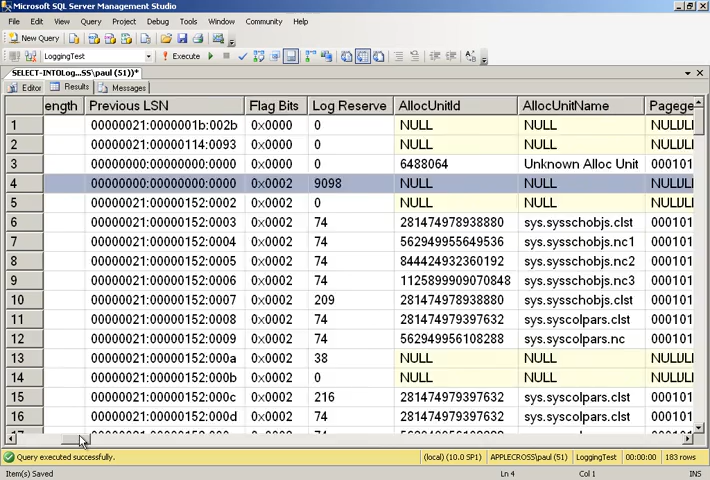 Microsoft SQL Server Management Studio
File Edit View Query Project Debug Tools Window Community Help
New Query
LoggingTest Execute
SELECT-INTOLog...SS\paul (51))*
Editor Results Messages
ength Previous LSN Flag Bits Log Reserve AllocUnitId AllocUnitName
1 00000021:0000001b:002b 0x0000 0 NULL NULL
2 00000021:00000114:0093 0x0000 0 NULL NULL
3 00000000:00000000:0000 0x0000 0 6488064 Unknown Alloc Unit 000101
4 00000000:00000000:0000 0x0002 9098 NULL NULL
5 00000021:00000152:0002 0x0002 0 NULL NULL
6 00000021:00000152:0003 0x0002 74 281474978938880 sys.sysschobjs.clst 000101
7 00000021:00000152:0004 0x0002 74 562949955649536 sys.sysschobjs.nc1 000101
8 00000021:00000152:0005 0x0002 74 844424932360192 sys.sysschobjs.nc2 000101
9 00000021:00000152:0006 0x0002 74 1125899909070848 sys.sysschobjs.nc3 000101
10 00000021:00000152:0007 0x0002 209 281474978938880 sys.sysschobjs.clst 000101
11 00000021:00000152:0008 0x0002 74 281474979397632 sys.syscolpars.clst 000101
12 00000021:00000152:0009 0x0002 74 562949956108288 sys.syscolpars.nc 000101
13 00000021:00000152:000a 0x0002 38 NULL NULL
14 00000021:00000152:000b 0x0002 0 NULL NULL
15 00000021:00000152:000c 0x0002 216 281474979397632 sys.syscolpars.clst 000101
16 00000021:00000152:000d 0x0002 74 281474979397632 sys.syscolpars.clst 000101
Query executed successfully. (local) (10.0 SP1) APPLECROSS\paul (51) LoggingTest 00:00:00 183 rows
Item(s) Saved Ln 4 Col 1